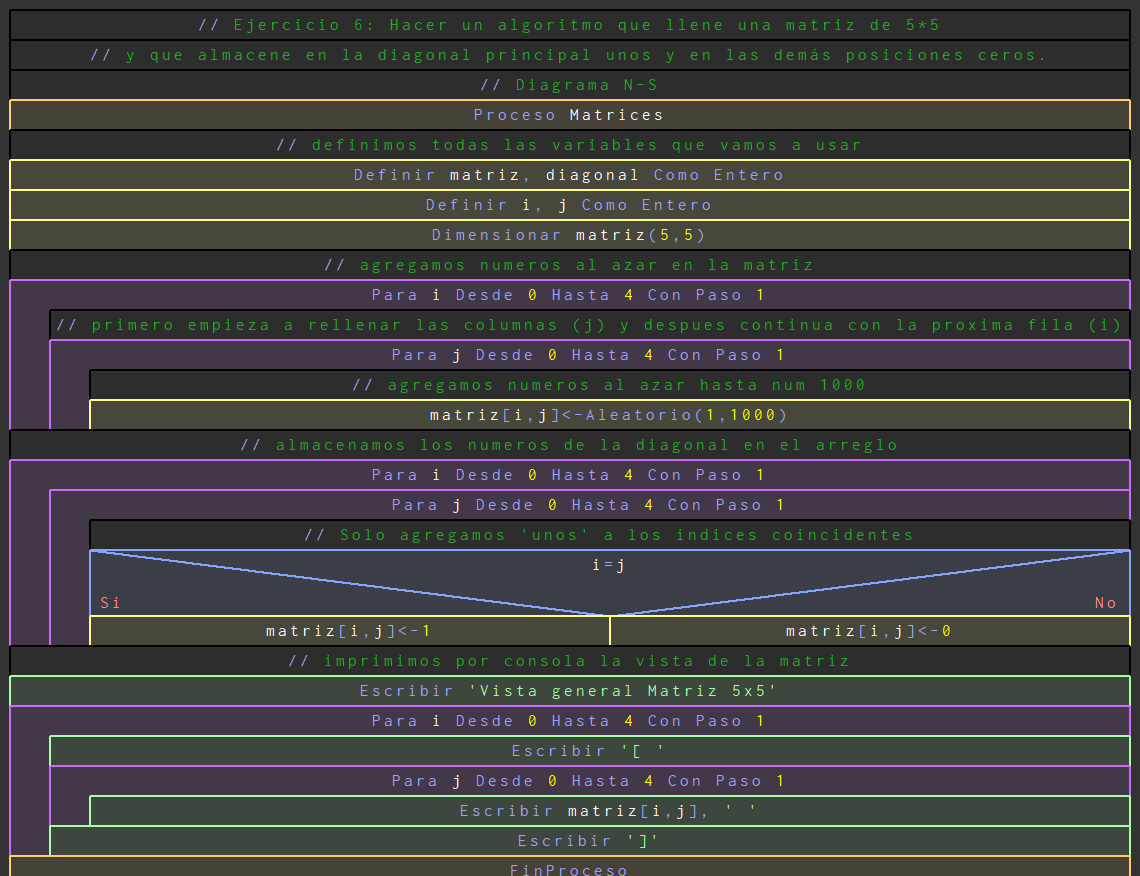 // Ejercicio 6: Hacer un algoritmo que llene una matriz de 5*5
// y que almacene en la diagonal principal unos y en las demás posiciones ceros.
// Diagrama N-S
Proceso Matrices
// definimos todas las variables que vamos a usar
Definir matriz, diagonal Como Entero
Definir i, j Como Entero
Dimensionar matriz(5,5)
// agregamos numeros al azar en la matriz
Para i Desde 0 Hasta 4 Con Paso 1
// primero empieza a rellenar las columnas (j) y despues continua con la proxima fila (i)
Para j Desde 0 Hasta 4 Con Paso 1
// agregamos numeros al azar hasta num 1000
matriz[i,j]<-Aleatorio(1,1000)
// almacenamos los numeros de la diagonal en el arreglo
Para i Desde 0 Hasta 4 Con Paso 1
Para j Desde 0 Hasta 4 Con Paso 1
// Solo agregamos 'unos' a los indices coincidentes
i=j
Si No
matriz[i,j]<-1 matriz[i,j]<-0
// imprimimos por consola la vista de la matriz
Escribir 'Vista general Matriz 5x5'
Para i Desde 0 Hasta 4 Con Paso 1
Escribir '[ '
Para j Desde 0 Hasta 4 Con Paso 1
Escribir matriz[i,j], ' '
Escribir ']'
FinProceso